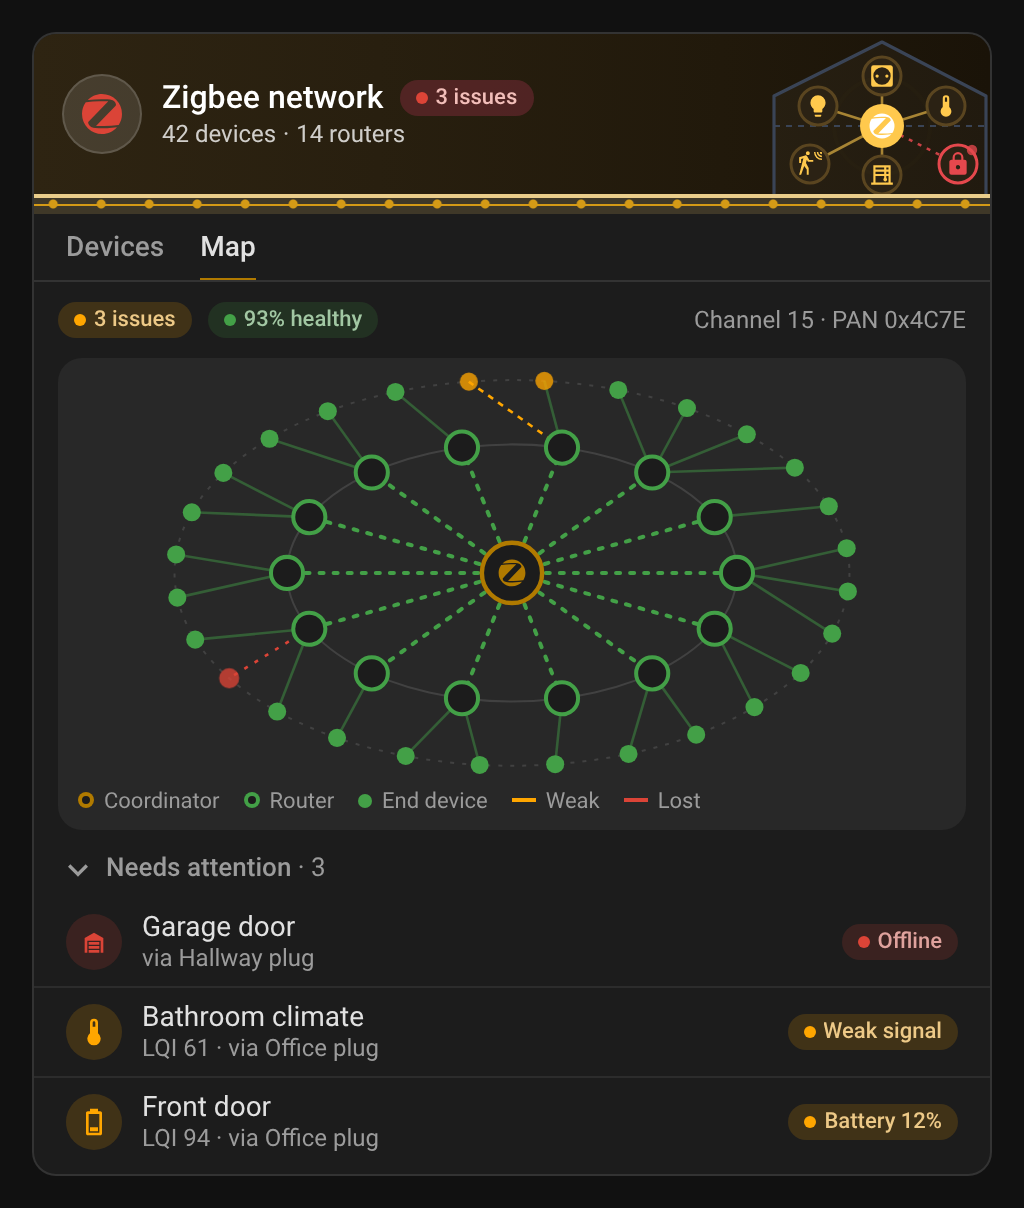 Zigbee network
3 issues
42 devices · 14 routers
Devices
Map
3 issues
93% healthy
Channel 15 · PAN 0x4C7E
Coordinator
Router
End device
Weak
Lost
Needs attention · 3
Garage door
via Hallway plug
Offline
Bathroom climate
LQI 61 · via Office plug
Weak signal
Front door
LQI 94 · via Office plug
Battery 12%